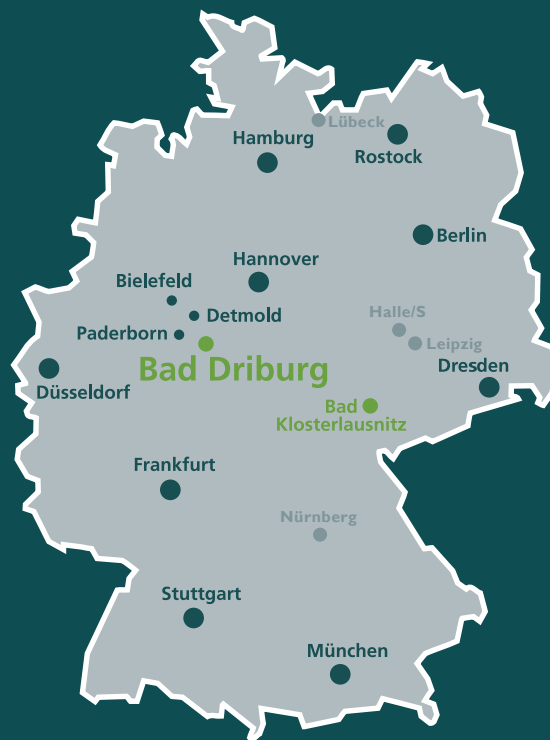 Lübeck
Hamburg
Rostock
Berlin
Hannover
Bielefeld
Detmold
Halle/S
Paderborn
Leipzig
Bad Driburg
Dresden
Düsseldorf
Bad
Klosterlausnitz
Frankfurt
Nürnberg
Stuttgart
München